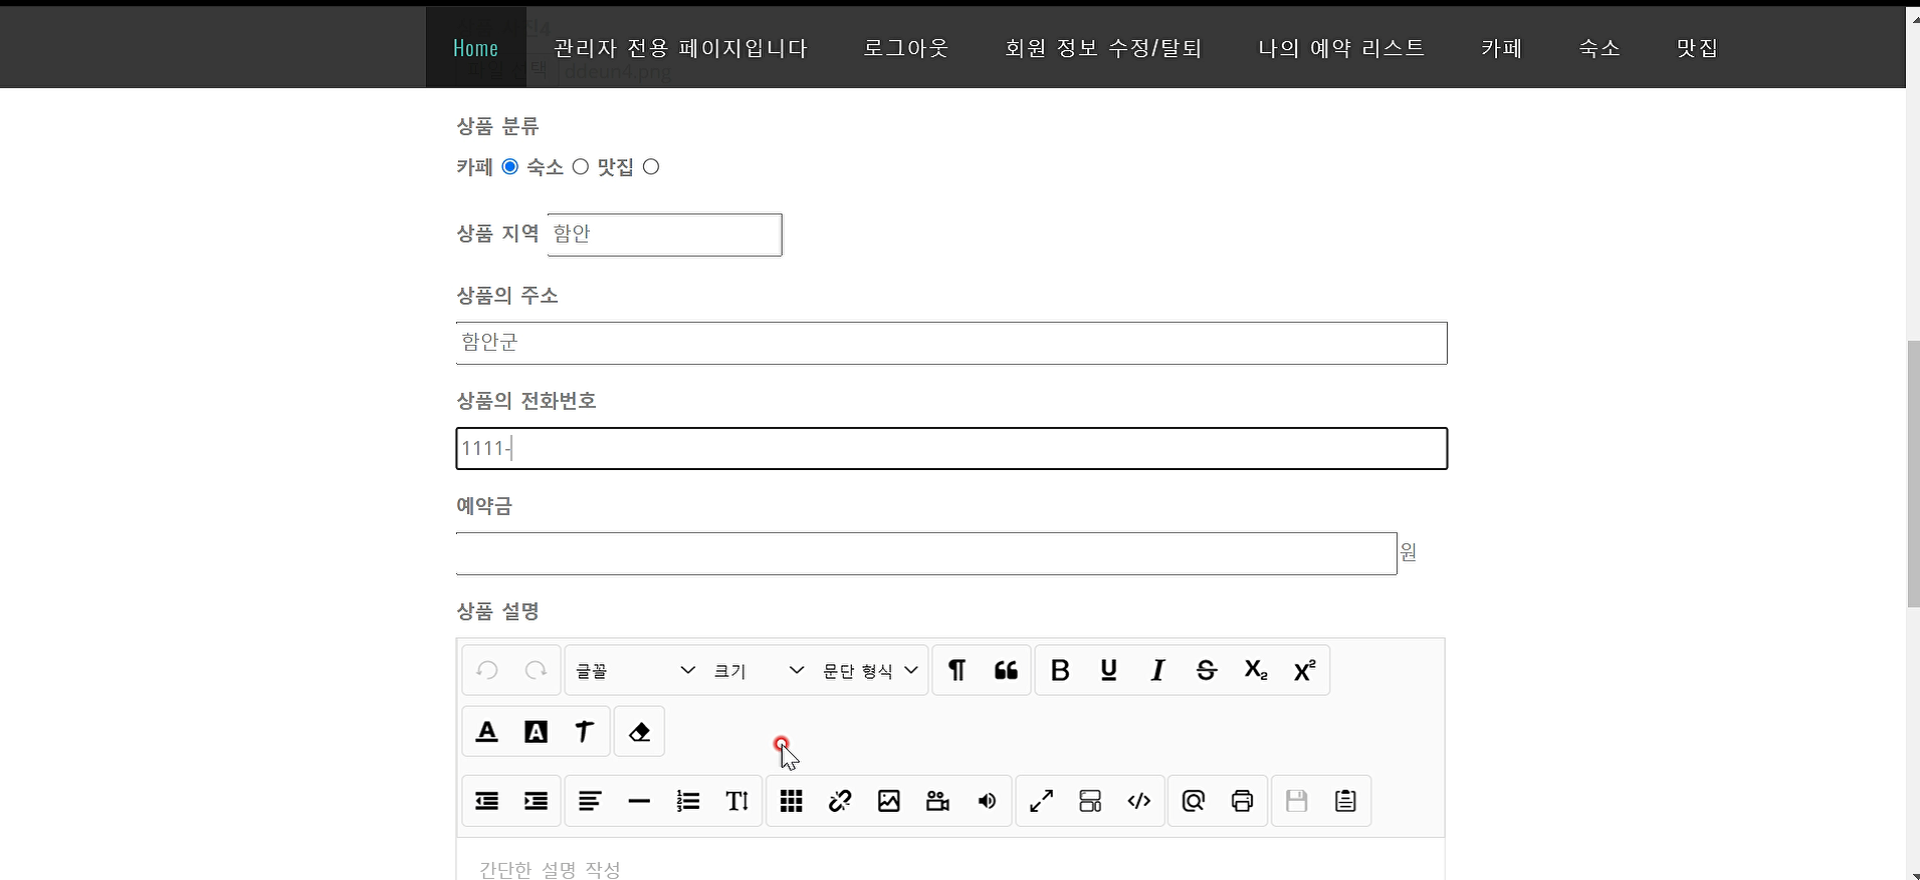 Home 관리자 전용 페이지입니다 로그아웃 회원 정보 수정/탈퇴 나의 예약 리스트 카페 숙소 맛집
ddeun4.png
상품 분류
카페 숙소 맛집
상품 지역 함안
상품의 주소
함안군
상품의 전화번호
1111-
예약금
원
상품 설명
글꼴 크기 문단 형식
간단한 설명 작성